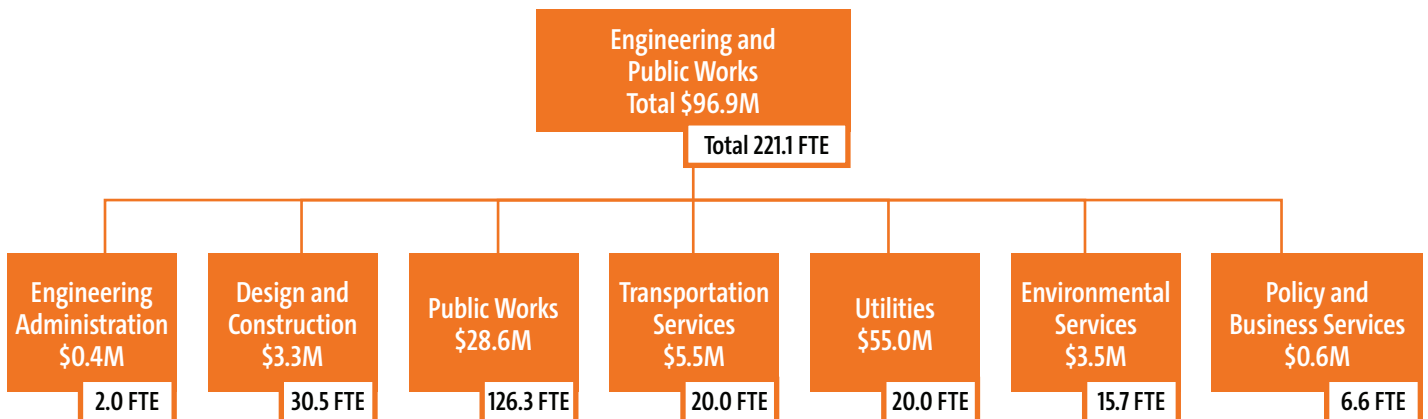 Engineering and
Public Works
Total $96.9M
Total 221.1 FTE
Engineering
Administration
$0.4M
2.0 FTE
Design and
Construction
$3.3M
30.5 FTE
Public Works
$28.6M
126.3 FTE
Transportation
Services
$5.5M
20.0 FTE
Utilities
$55.0M
20.0 FTE
Environmental
Services
$3.5M
15.7 FTE
Policy and
Business Services
$0.6M
6.6 FTE